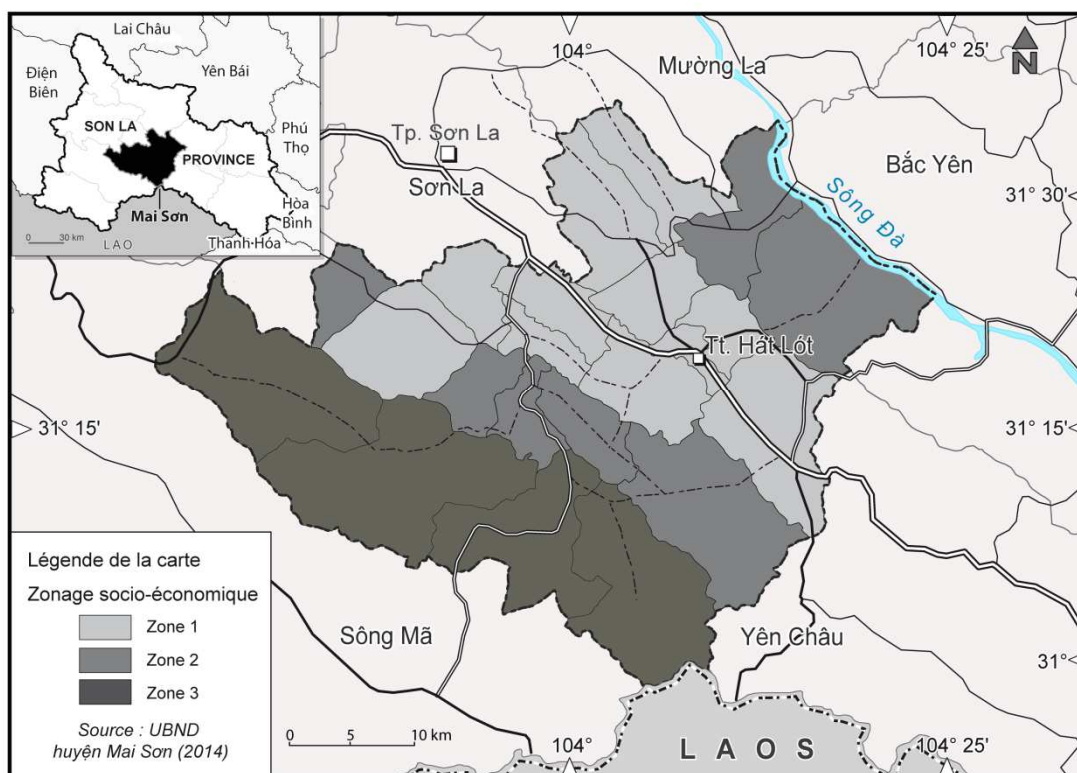 Lai Châu
Điện
Biên
Yên Bái
SON LA
Phú
Thọ
PROVINCE
Hòa
Bình
Mai Sơn
0 30 km
LAO
Thanh Hóa
104°
104° 25'
N
Mường La
Tp. Sơn La
Sơn La
Bắc Yên
31° 30'
Sông Đà
Tt. Hát Lót
31° 15'
31° 15'
Légende de la carte
Zonage socio-économique
Zone 1
Zone 2
Zone 3
Source : UBND
huyện Mai Sơn (2014)
Sông Mã
Yên Châu
31°
0 5 10 km
104°
LAOS
104° 25'